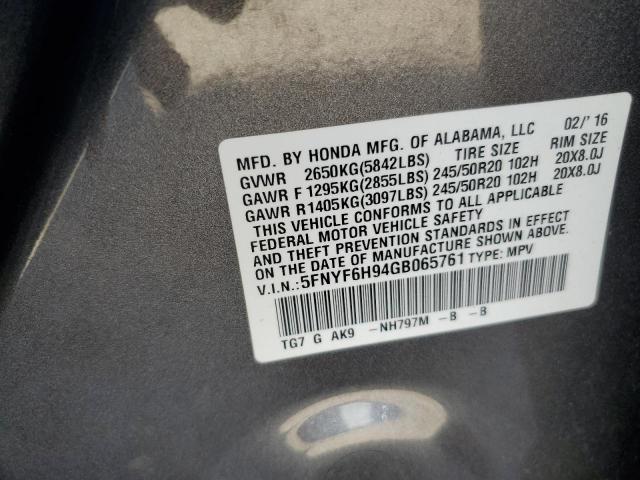 MFD. BY HONDA MFG. OF ALABAMA, LLC 02/'16
GVWR 2650KG(5842LBS) TIRE SIZE RIM SIZE
GAWR F 1295KG(2855LBS) 245/50R20 102H 20X8.0J
GAWR R 1405KG(3097LBS) 245/50R20 102H 20X8.0J
THIS VEHICLE CONFORMS TO ALL APPLICABLE
FEDERAL MOTOR VEHICLE SAFETY
AND THEFT PREVENTION STANDARDS IN EFFECT
ON THE DATE OF MANUFACTURE SHOWN ABOVE.
V.I.N.:5FNYF6H94GB065761 TYPE: MPV
TG7 G AK9 -NH797M -B -B